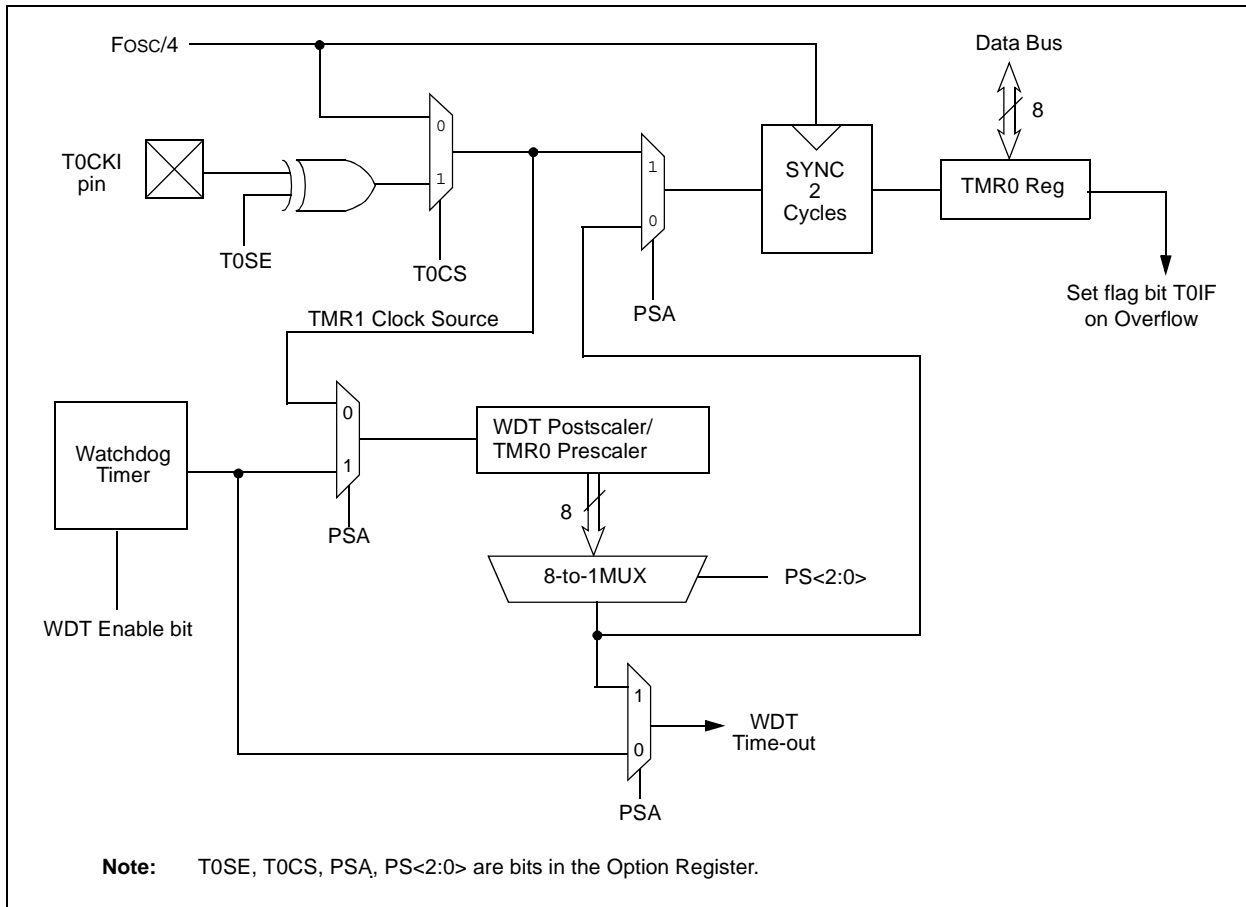 FOSC/4
Data Bus
8
T0CKI
pin
0
1
T0SE
T0CS
1
0
PSA
SYNC
2
Cycles
TMR0 Reg
Set flag bit T0IF
on Overflow
TMR1 Clock Source
Watchdog
Timer
0
1
PSA
WDT Postscaler/
TMR0 Prescaler
8
8-to-1MUX
PS<2:0>
WDT Enable bit
1
0
WDT
Time-out
PSA
Note: T0SE, T0CS, PSA, PS<2:0> are bits in the Option Register.